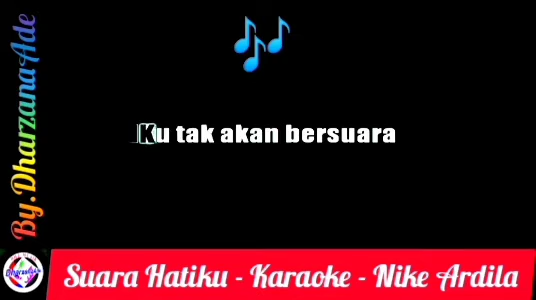 By.DharzanaAde
Ku tak akan bersuara
Suara Hatiku - Karaoke - Nike Ardila